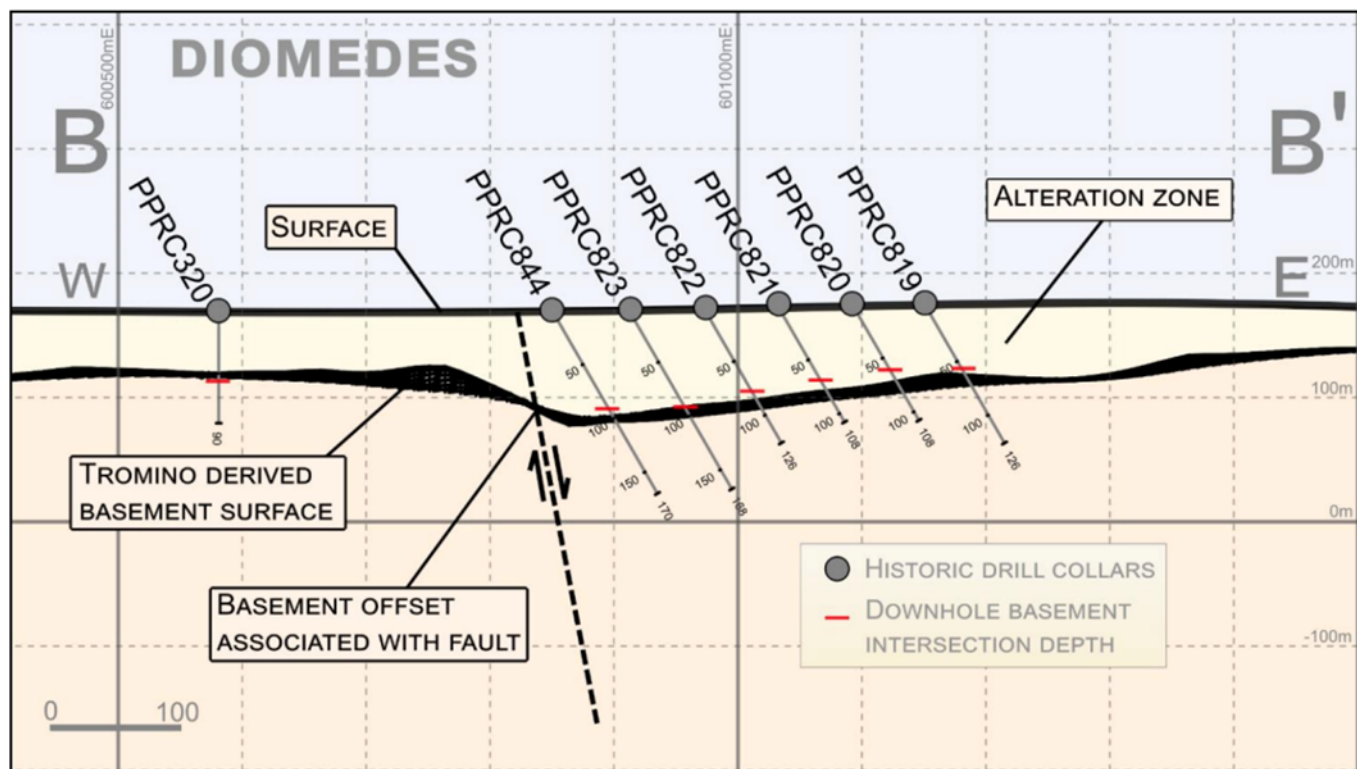 DIOMEDES
600500mE
601000mE
B
B'
PPRC320
PPRC844
PPRC823
PPRC822
PPRC821
PPRC820
PPRC819
ALTERATION ZONE
SURFACE
W
E
200m
50
50
50
50
50
50
100m
100
100
100
100
100
100
90
108
108
126
126
150
150
170
168
TROMINO DERIVED
BASEMENT SURFACE
0m
HISTORIC DRILL COLLARS
DOWNHOLE BASEMENT
INTERSECTION DEPTH
BASEMENT OFFSET
ASSOCIATED WITH FAULT
-100m
0
100